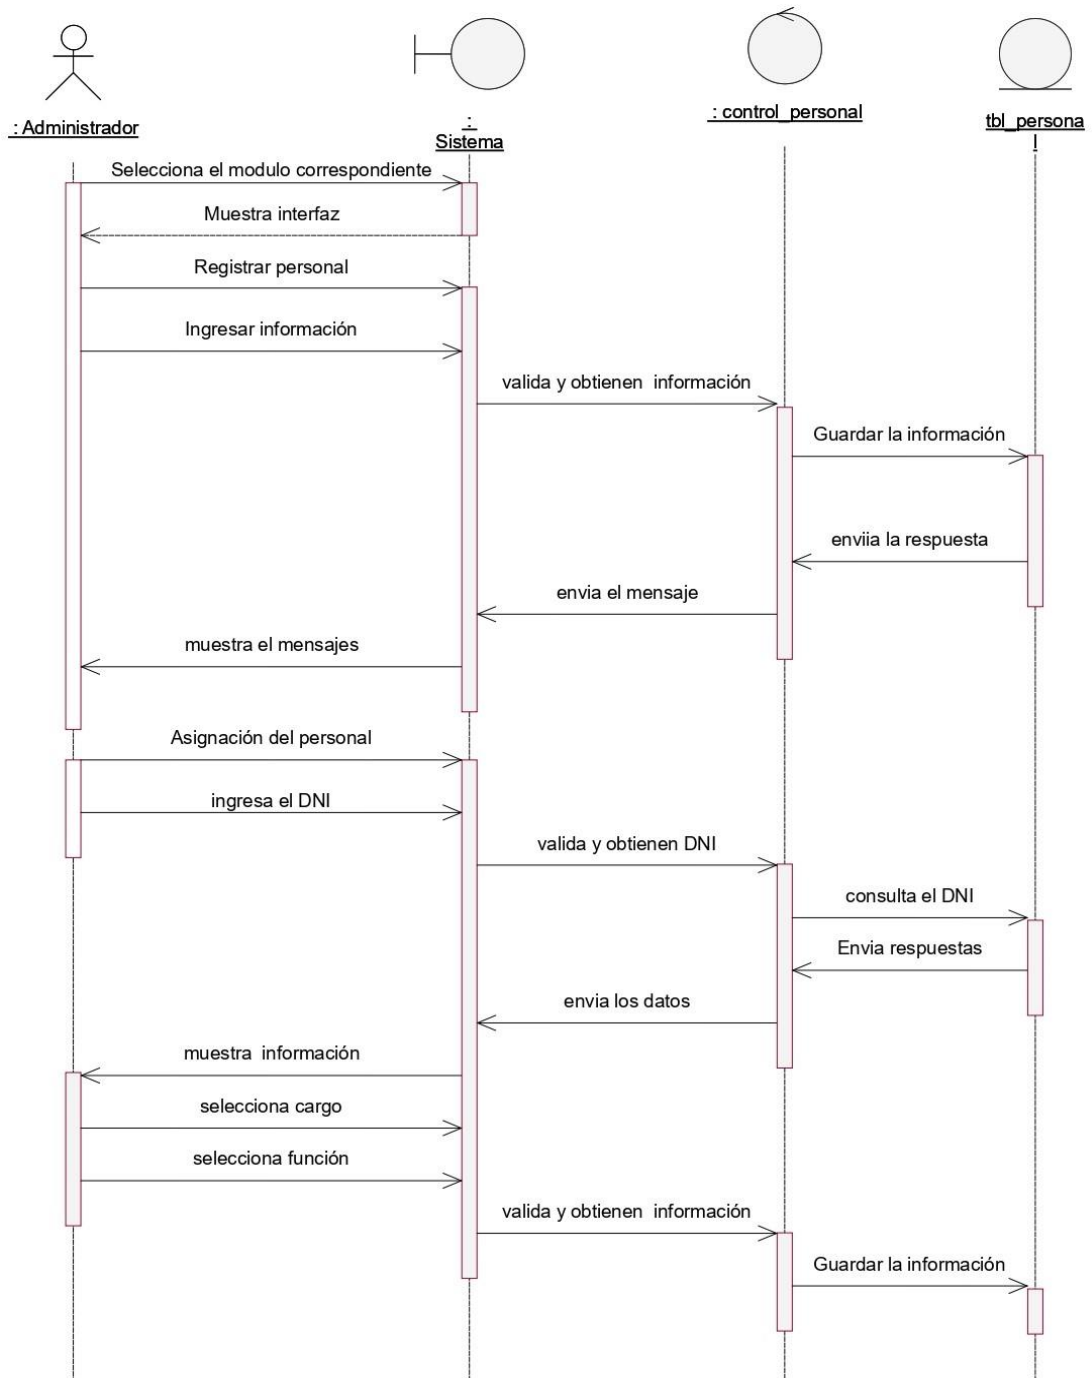 : Administrador
:
Sistema
: control_personal
tbl_persona
l
Selecciona el modulo correspondiente
Muestra interfaz
Registrar personal
Ingresar información
valida y obtienen información
Guardar la información
enviia la respuesta
envia el mensaje
muestra el mensajes
Asignación del personal
ingresa el DNI
valida y obtienen DNI
consulta el DNI
Envia respuestas
envia los datos
muestra información
selecciona cargo
selecciona función
valida y obtienen información
Guardar la información